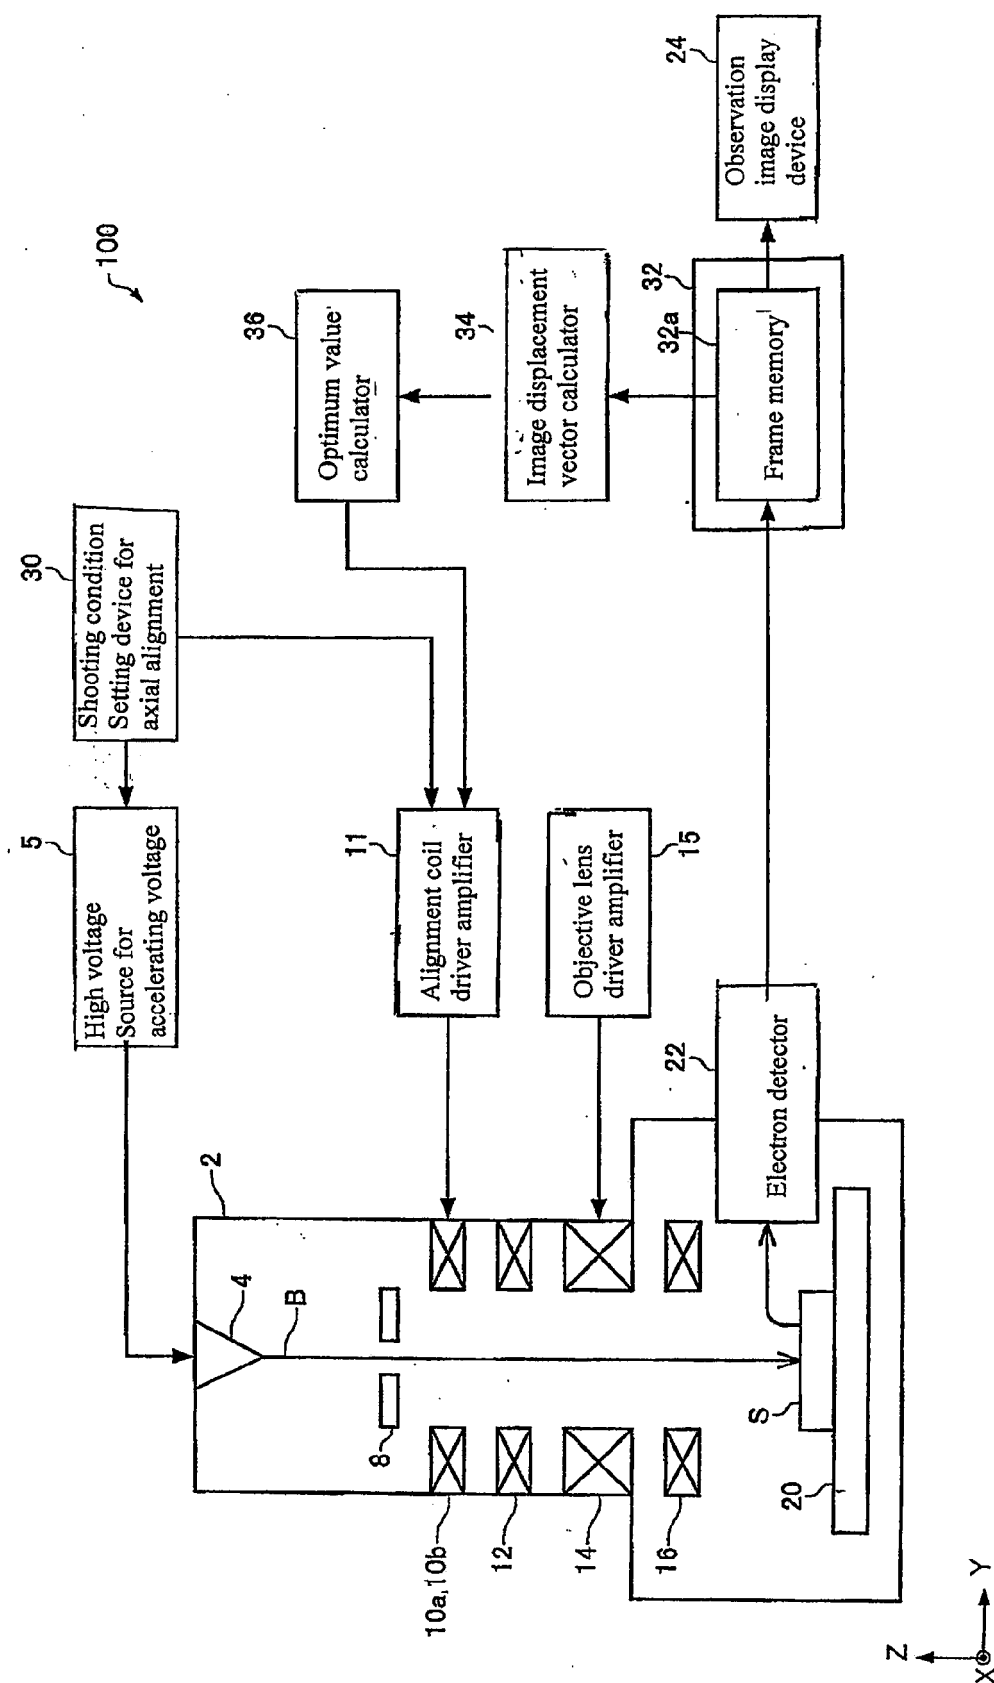 100
30
Shooting condition
Setting device for
axial alignment
5
High voltage
Source for
accelerating voltage
36
Optimum value
calculator
34
Image displacement
vector calculator
32
32a
Frame memory
24
Observation
image display
device
11
Alignment coil
driver amplifier
15
Objective lens
driver amplifier
22
Electron detector
2
4
B
8
10a, 10b
12
14
16
S
20
Z
X
Y